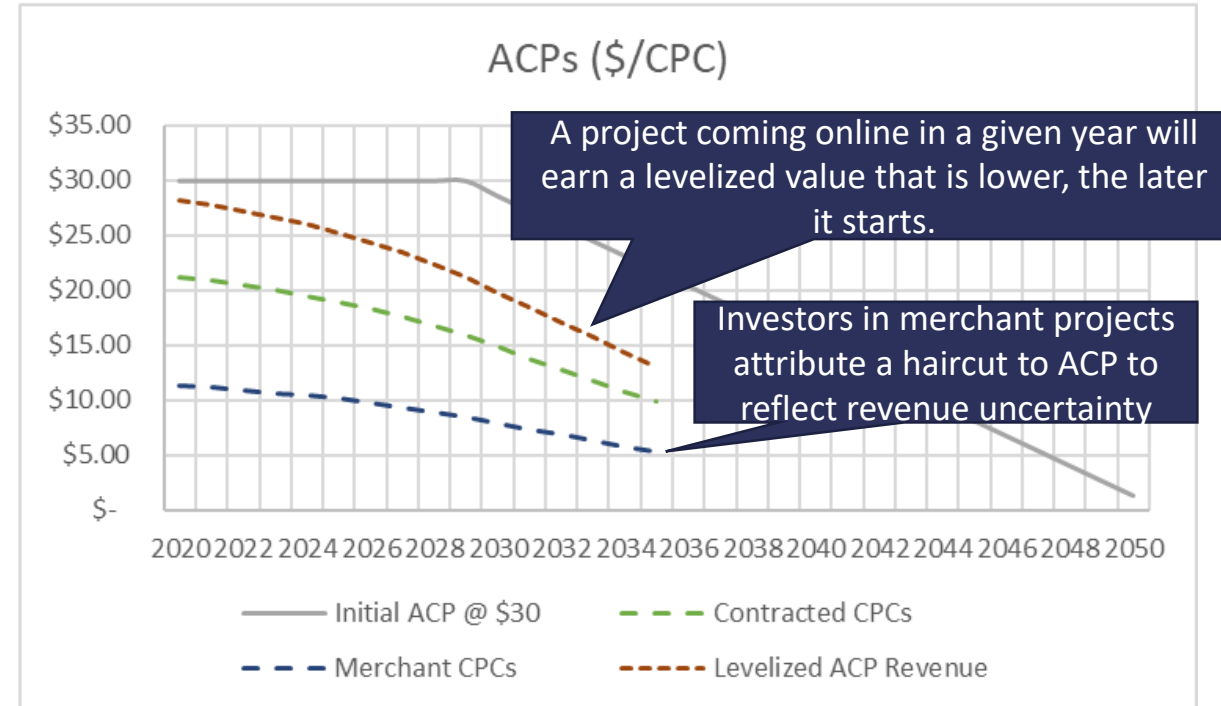 ACPs ($/CPC)
$35.00
$30.00
$25.00
$20.00
$15.00
$10.00
$5.00
$-
A project coming online in a given year will
earn a levelized value that is lower, the later
it starts.
Investors in merchant projects
attribute a haircut to ACP to
reflect revenue uncertainty
2020 2022 2024 2026 2028 2030 2032 2034 2036 2038 2040 2042 2044 2046 2048 2050
Initial ACP @ $30 Contracted CPCs
Merchant CPCs Levelized ACP Revenue